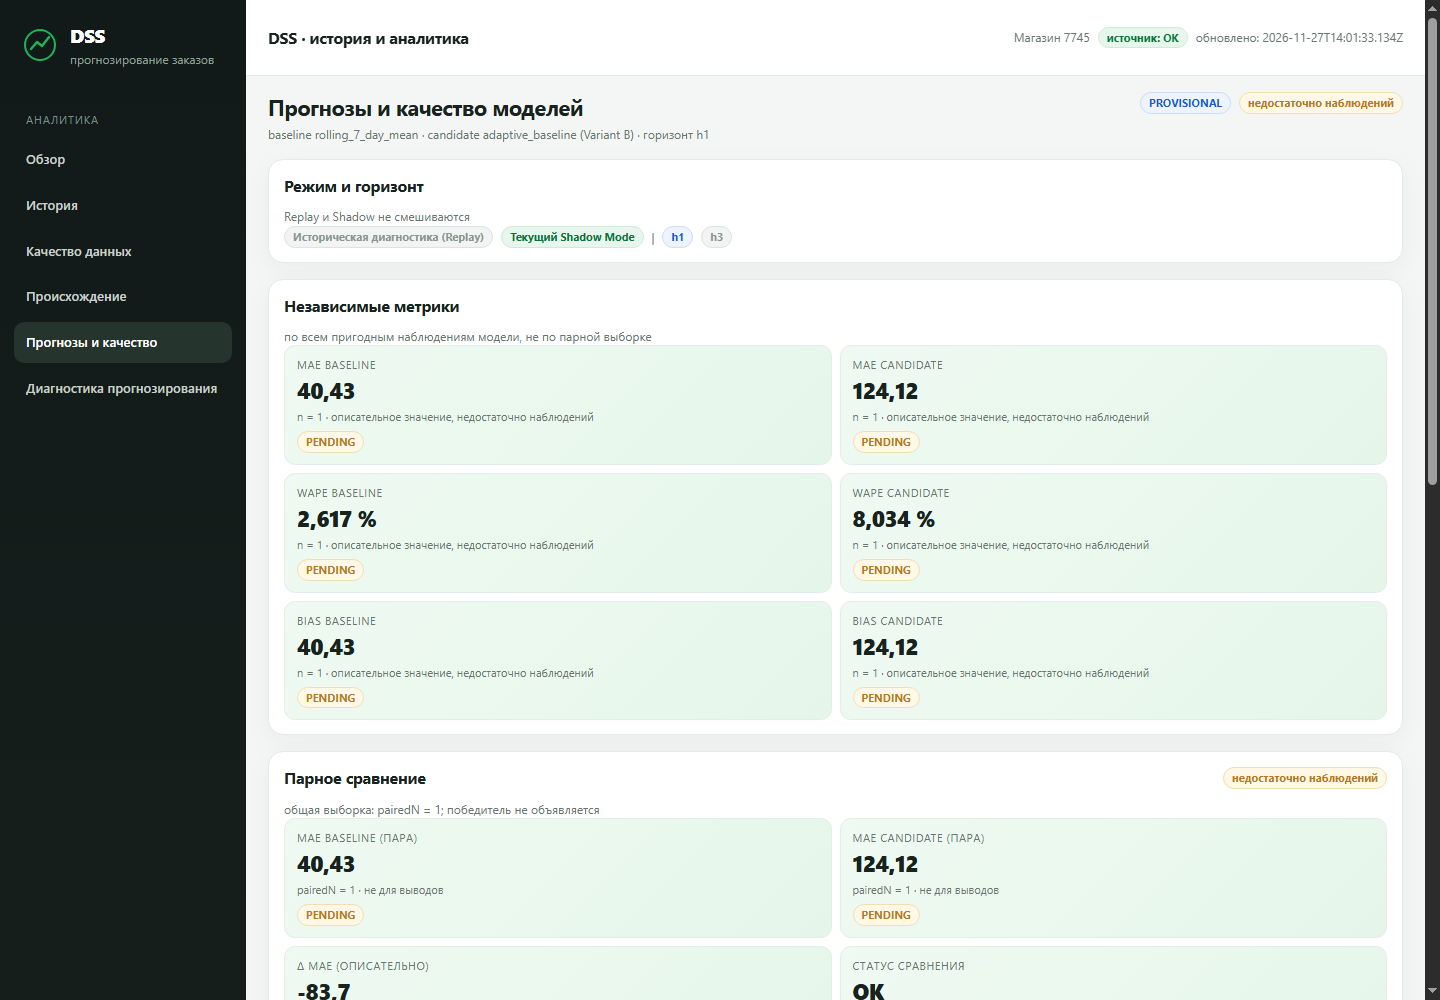 DSS
прогнозирование заказов
АНАЛИТИКА
Обзор
История
Качество данных
Происхождение
Прогнозы и качество
Диагностика прогнозирования
DSS · история и аналитика
Магазин 7745
источник: OK
обновлено: 2026-11-27T14:01:33.134Z
Прогнозы и качество моделей
PROVISIONAL
недостаточно наблюдений
baseline rolling_7_day_mean · candidate adaptive_baseline (Variant B) · горизонт h1
Режим и горизонт
Replay и Shadow не смешиваются
Историческая диагностика (Replay)
Текущий Shadow Mode
|
h1
h3
Независимые метрики
по всем пригодным наблюдениям модели, не по парной выборке
MAE BASELINE
40,43
n = 1 · описательное значение, недостаточно наблюдений
PENDING
MAE CANDIDATE
124,12
n = 1 · описательное значение, недостаточно наблюдений
PENDING
WAPE BASELINE
2,617 %
n = 1 · описательное значение, недостаточно наблюдений
PENDING
WAPE CANDIDATE
8,034 %
n = 1 · описательное значение, недостаточно наблюдений
PENDING
BIAS BASELINE
40,43
n = 1 · описательное значение, недостаточно наблюдений
PENDING
BIAS CANDIDATE
124,12
n = 1 · описательное значение, недостаточно наблюдений
PENDING
Парное сравнение
недостаточно наблюдений
общая выборка: pairedN = 1; победитель не объявляется
MAE BASELINE (ПАРА)
40,43
pairedN = 1 · не для выводов
PENDING
MAE CANDIDATE (ПАРА)
124,12
pairedN = 1 · не для выводов
PENDING
Δ MAE (ОПИСАТЕЛЬНО)
-83,7
СТАТУС СРАВНЕНИЯ
OK